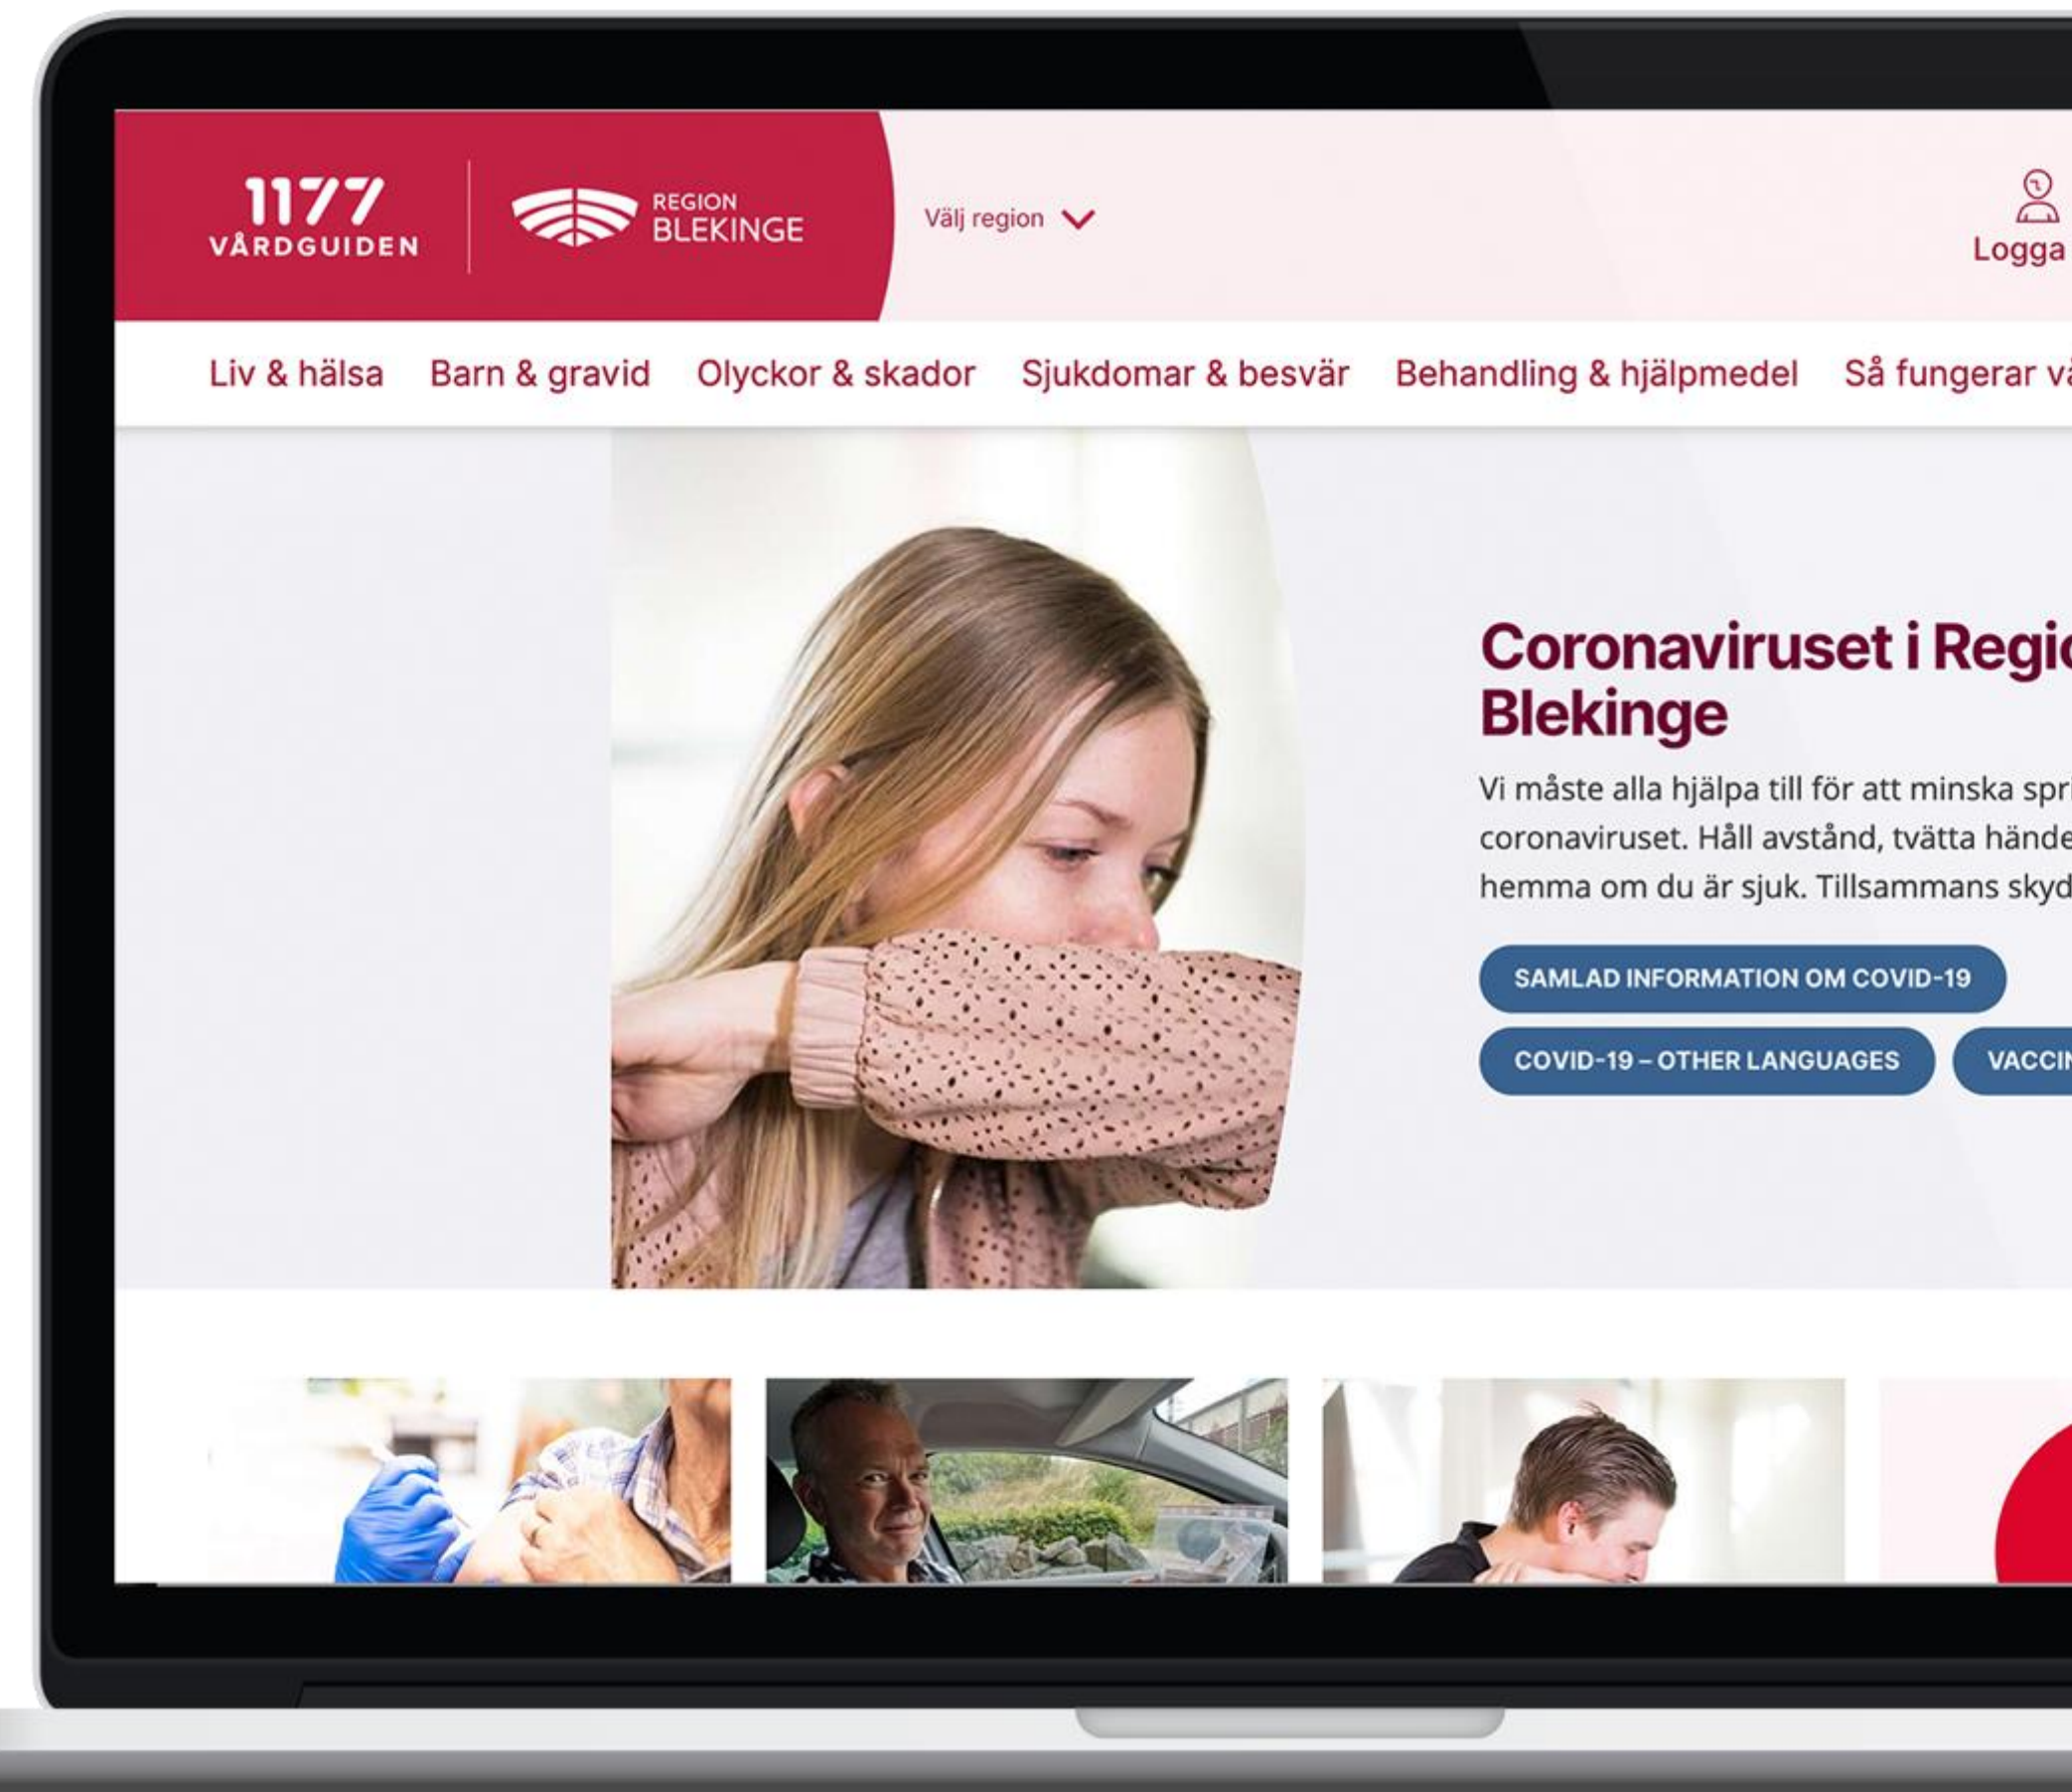 1177
VÅRDGUIDEN
REGION
BLEKINGE
Välj region
Logga
Liv & hälsa Barn & gravid Olyckor & skador Sjukdomar & besvär Behandling & hjälpmedel Så fungerar
Coronaviruset i
Blekinge
Vi måste alla hjälpa till för att minska
coronaviruset. Håll avstånd, tvätta
hemma om du är sjuk. Tillsammans
SAMLAD INFORMATION OM COVID-19
COVID-19 – OTHER LANGUAGES